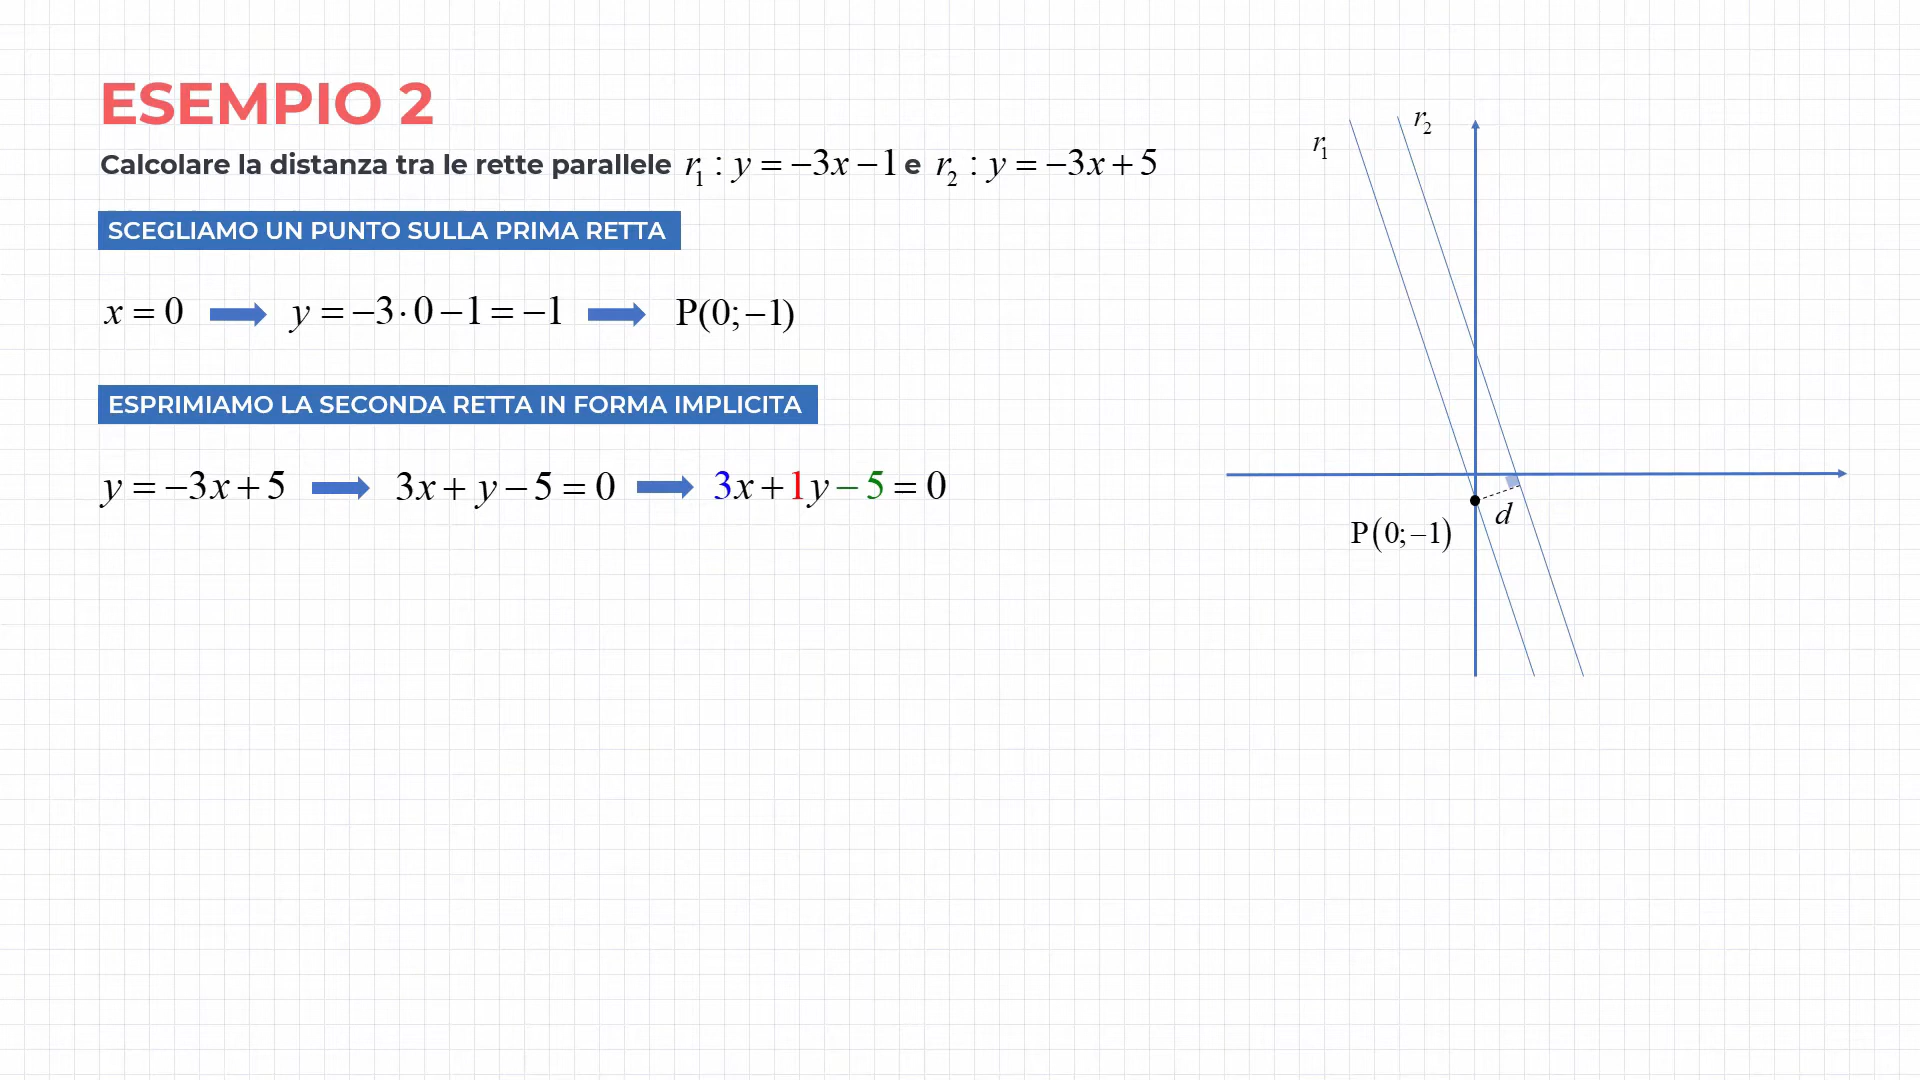 ESEMPIO 2
Calcolare la distanza tra le rette parallele r₁ : y = −3x − 1 e r₂ : y = −3x + 5
SCEGLIAMO UN PUNTO SULLA PRIMA RETTA
x = 0 y = −3·0 − 1 = −1 P(0; −1)
ESPRIMIAMO LA SECONDA RETTA IN FORMA IMPLICITA
y = −3x + 5 3x + y − 5 = 0 3x + 1y − 5 = 0
r₁
r₂
d
P(0; −1)